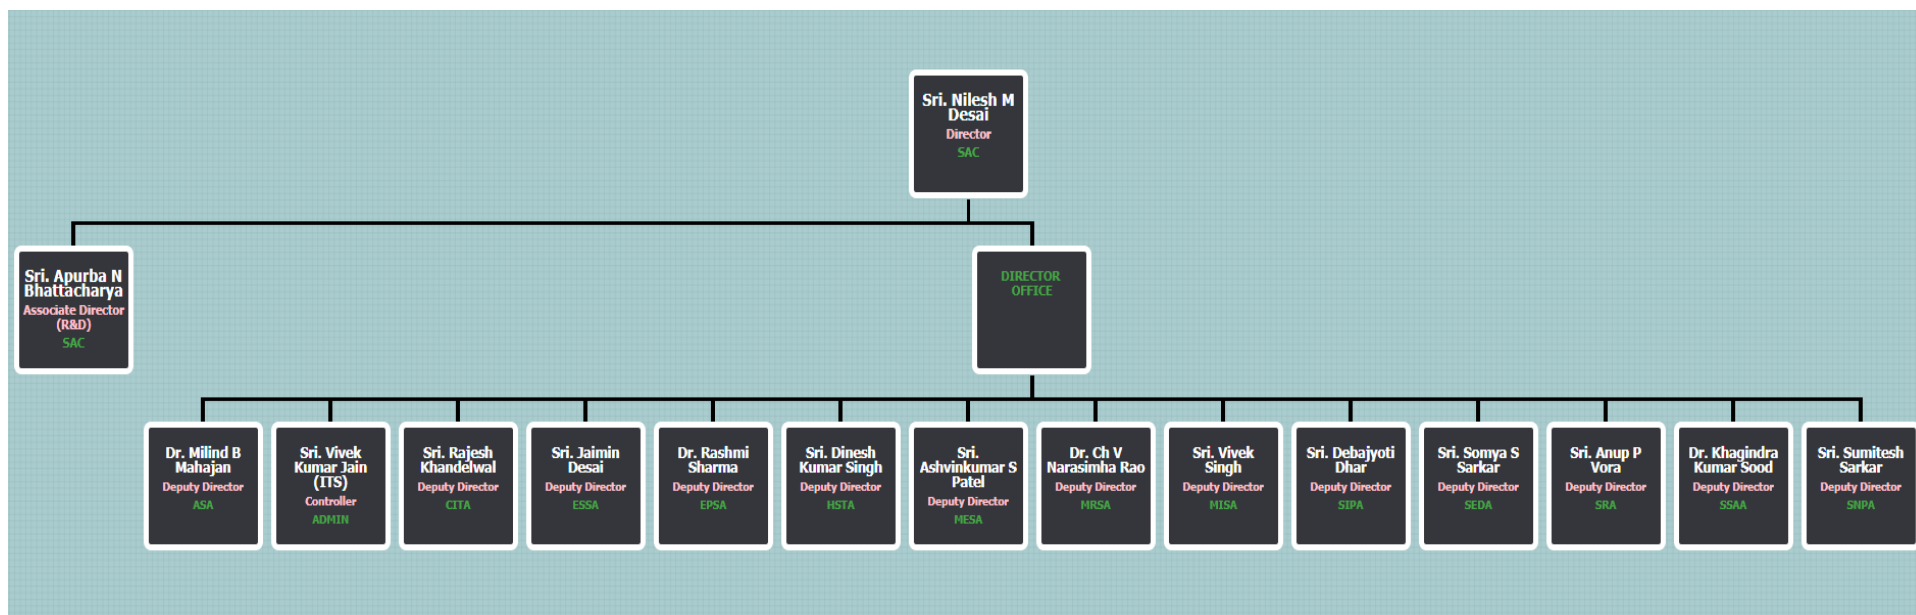 Sri. Nilesh M
Desai
Director
SAC
Sri. Apurba N
Bhattacharya
Associate Director
(R&D)
SAC
DIRECTOR
OFFICE
Dr. Milind B
Mahajan
Deputy Director
ASA
Sri. Vivek
Kumar Jain
(ITS)
Controller
ADMIN
Sri. Rajesh
Khandelwal
Deputy Director
CITA
Sri. Jaimin
Desai
Deputy Director
ESSA
Dr. Rashmi
Sharma
Deputy Director
EPSA
Sri. Dinesh
Kumar Singh
Deputy Director
HSTA
Sri.
Ashvinkumar S
Patel
Deputy Director
MESA
Dr. Ch V
Narasimha Rao
Deputy Director
MRSA
Sri. Vivek
Singh
Deputy Director
MISA
Sri. Debajyoti
Dhar
Deputy Director
SIPA
Sri. Somya S
Sarkar
Deputy Director
SEDA
Sri. Anup P
Vora
Deputy Director
SRA
Dr. Khagindra
Kumar Sood
Deputy Director
SSAA
Sri. Sumitesh
Sarkar
Deputy Director
SNPA